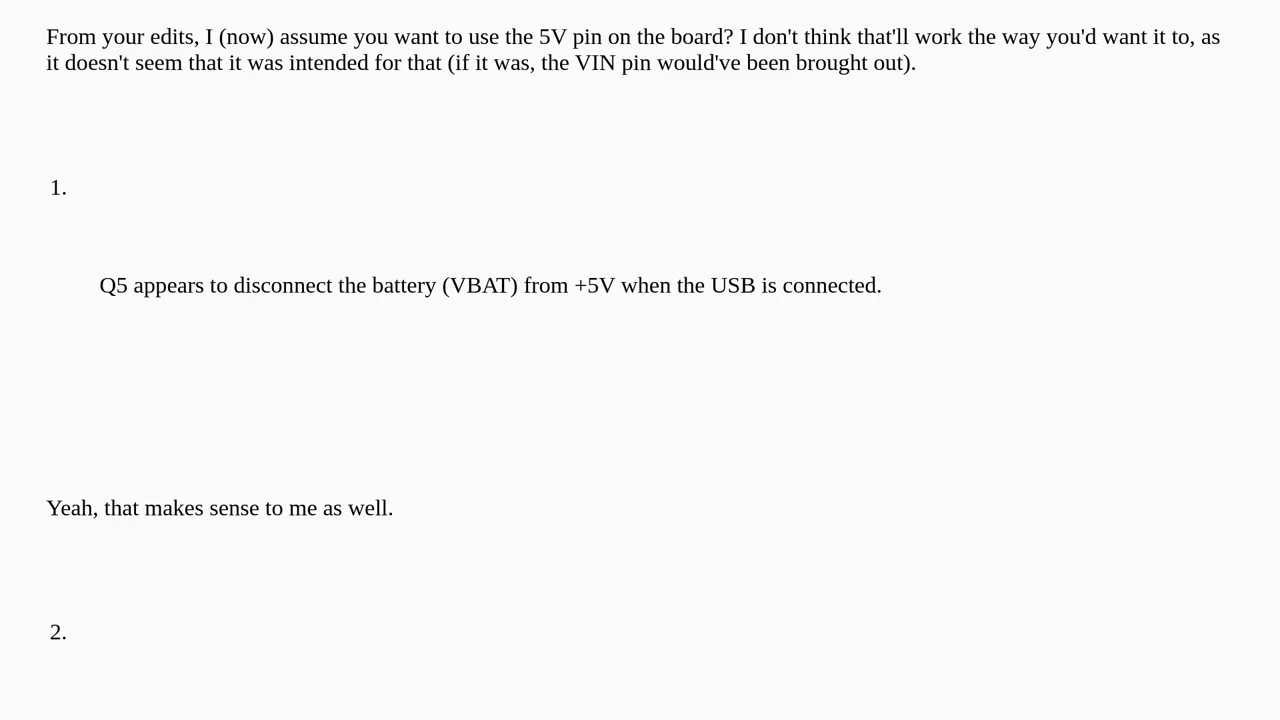 From your edits, I (now) assume you want to use the 5V pin on the board? I don't think that'll work the way you'd want it to, as
it doesn't seem that it was intended for that (if it was, the VIN pin would've been brought out).
1.
Q5 appears to disconnect the battery (VBAT) from +5V when the USB is connected.
Yeah, that makes sense to me as well.
2.